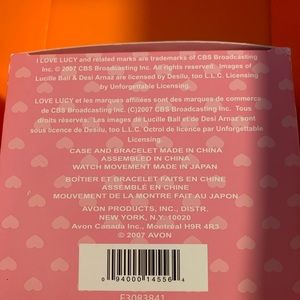 I LOVE LUCY and related marks are trademarks of CBS Broadcasting
Inc. © 2007 CBS Broadcasting Inc. All Rights Reserved. Images of
Lucille Ball & Desi Arnaz are licensed by Desilu, too L.L.C. Licensing
by Unforgettable Licensing
LOVE LUCY et les marques affiliées sont des marques de commerce
de CBS Broadcasting Inc. (C)2007 CBS Broadcasting Inc. Tous
droits réservés. Les images de Lucille Ball et de Desi Arnaz sont
sous licence de Desilu, too L.L.C. Octroi de licence par Unforgettable
Licensing.
CASE AND BRACELET MADE IN CHINA
ASSEMBLED IN CHINA
WATCH MOVEMENT MADE IN JAPAN
BOÎTIER ET BRACELET FAITS EN CHINE
ASSEMBLÉ EN CHINE
MOUVEMENT DE LA MONTRE FAIT AU JAPON
AVON PRODUCTS, INC., DISTR.
NEW YORK, N.Y. 10020
Avon Canada Inc., Montréal H9R 4R3
© 2007 AVON
0 94000 14556 4
F3083841